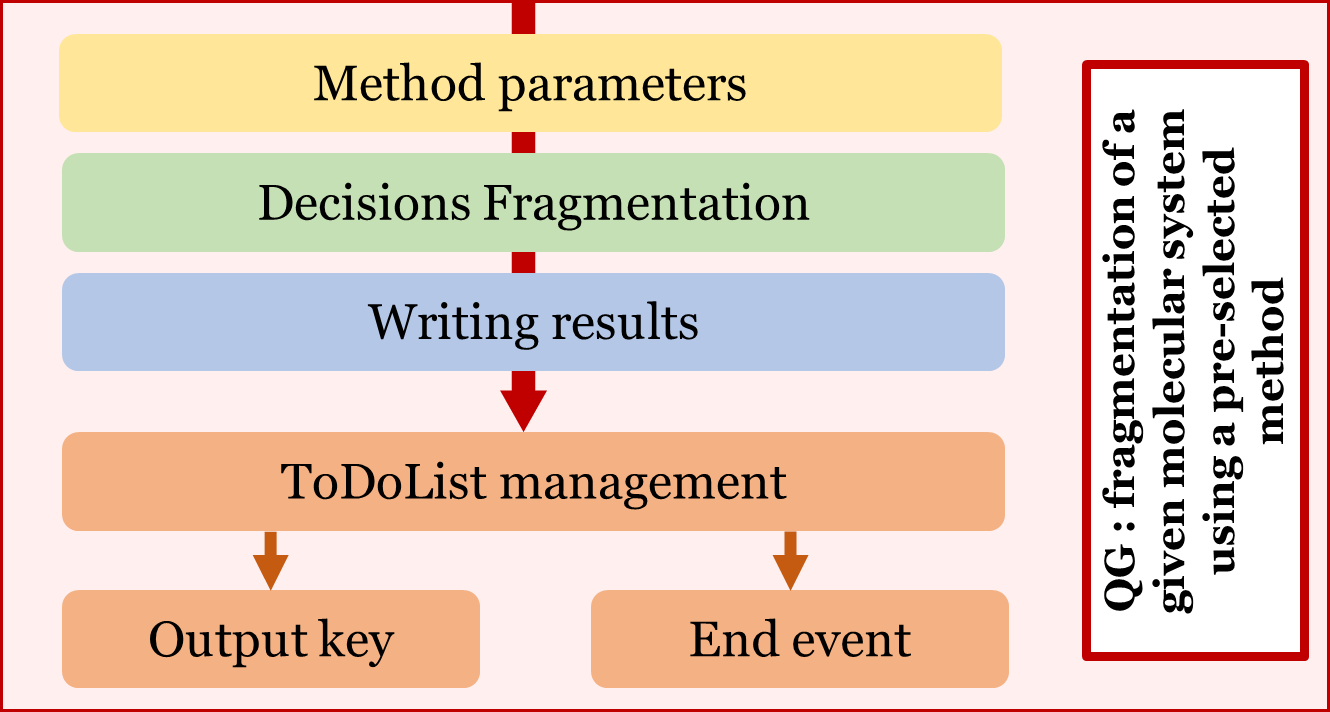 Method parameters
Decisions Fragmentation
Writing results
ToDoList management
Output key
End event
QG : fragmentation of a
given molecular system
using a pre-selected
method